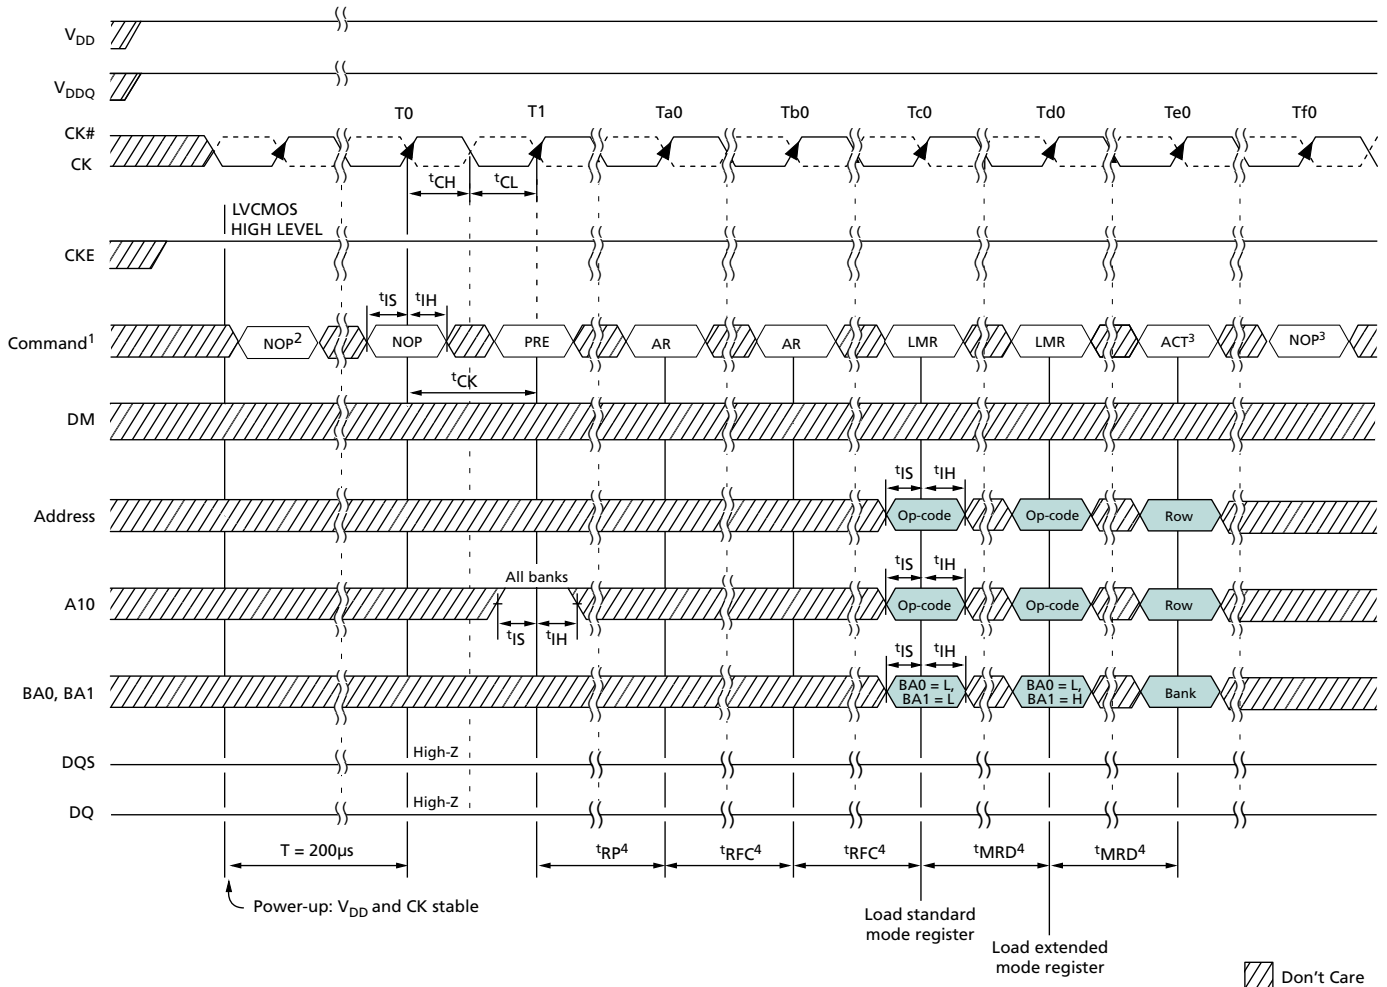 VDD
VDDQ
T0 T1 Ta0 Tb0 Tc0 Td0 Te0 Tf0
CK#
CK
tCH tCL
LVCMOS
HIGH LEVEL
CKE
tIS tIH
Command1 NOP2 NOP PRE AR AR LMR LMR ACT3 NOP3
tCK
DM
tIS tIH
Address Op-code Op-code Row
All banks tIS tIH
A10 Op-code Op-code Row
tIS tIH
tIS tIH
BA0, BA1 BA0 = L, BA1 = L BA0 = L, BA1 = H Bank
High-Z
DQS
High-Z
DQ
T = 200µs tRP4 tRFC4 tRFC4 tMRD4 tMRD4
Power-up: VDD and CK stable
Load standard
mode register
Load extended
mode register
Don't Care